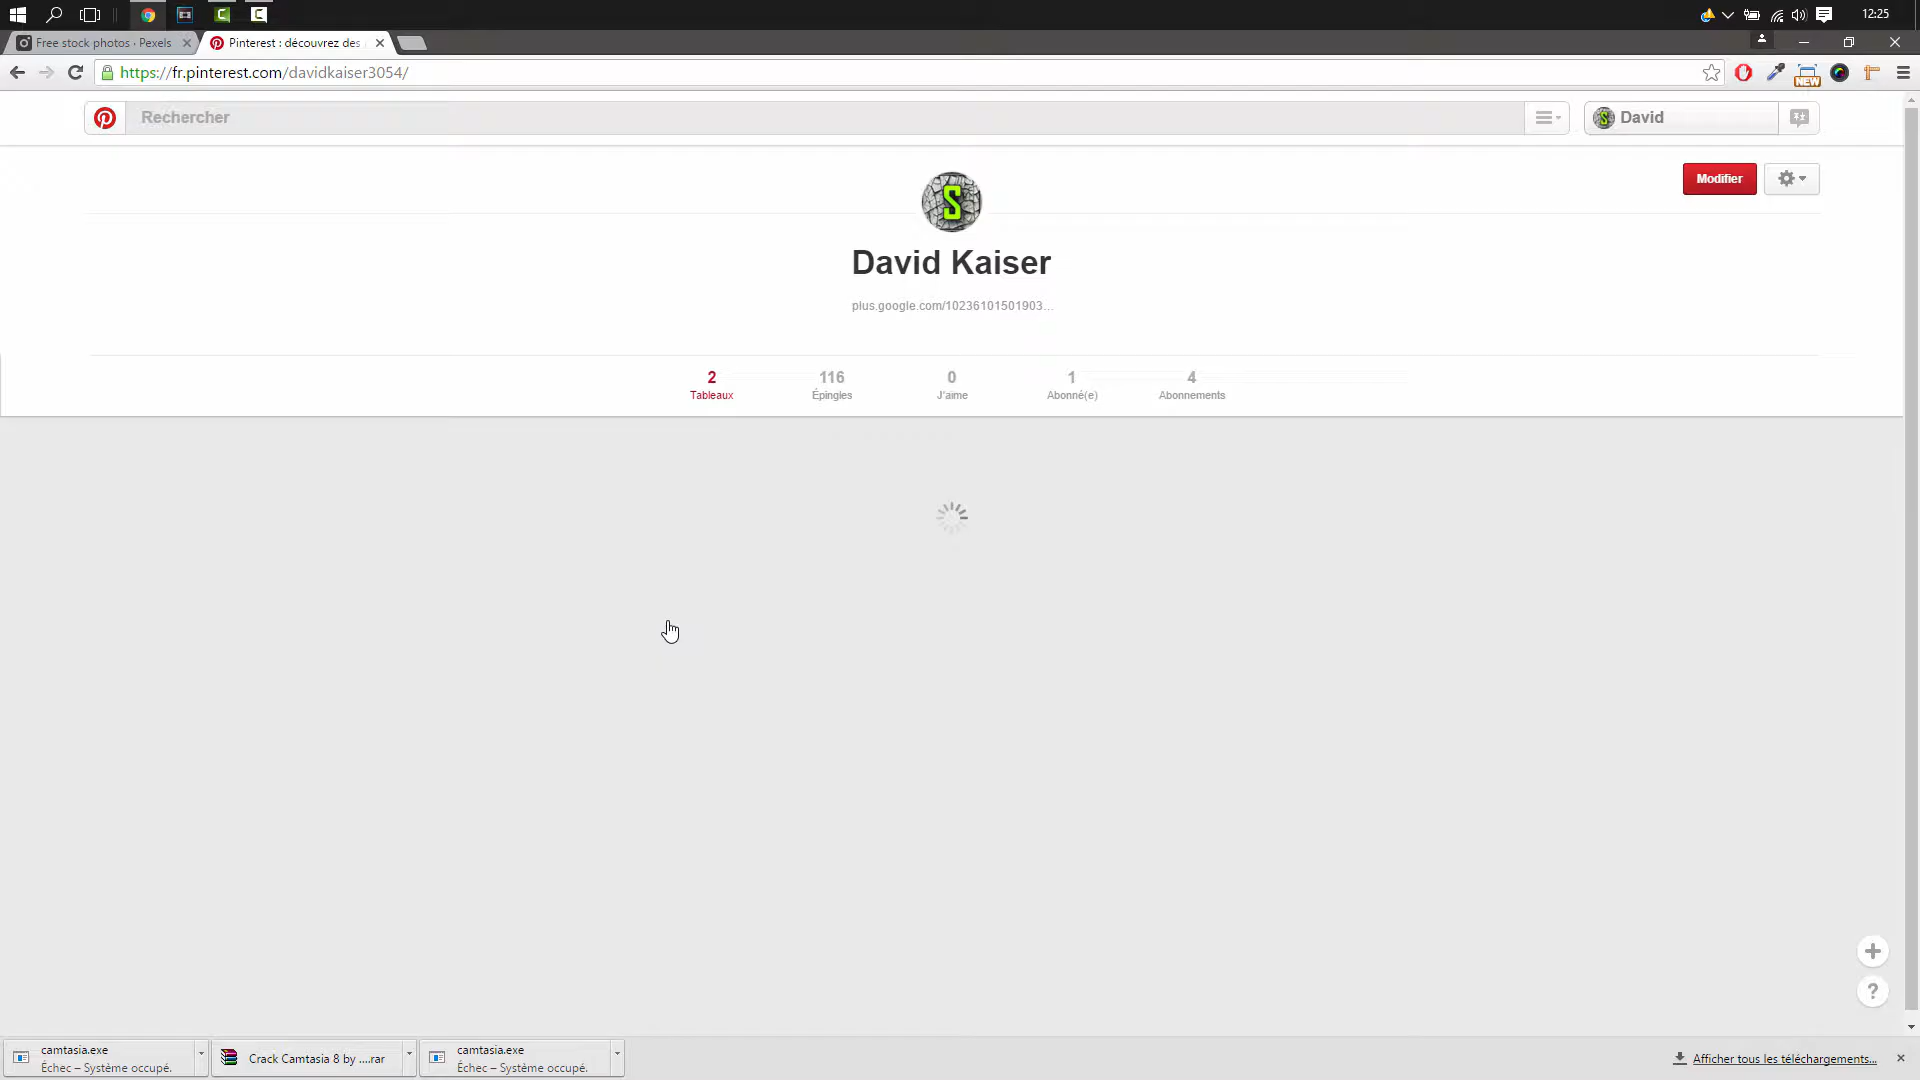 12:25
Free stock photos · Pexels
Pinterest : découvrez des
https://fr.pinterest.com/davidkaiser3054/
NEW
Rechercher
David
Modifier
S
David Kaiser
plus.google.com/10236101501903...
2
Tableaux
116
Épingles
0
J'aime
1
Abonné(e)
4
Abonnements
+
?
camtasia.exe
Échec – Système occupé.
Crack Camtasia 8 by ....rar
camtasia.exe
Échec – Système occupé.
Afficher tous les téléchargements...